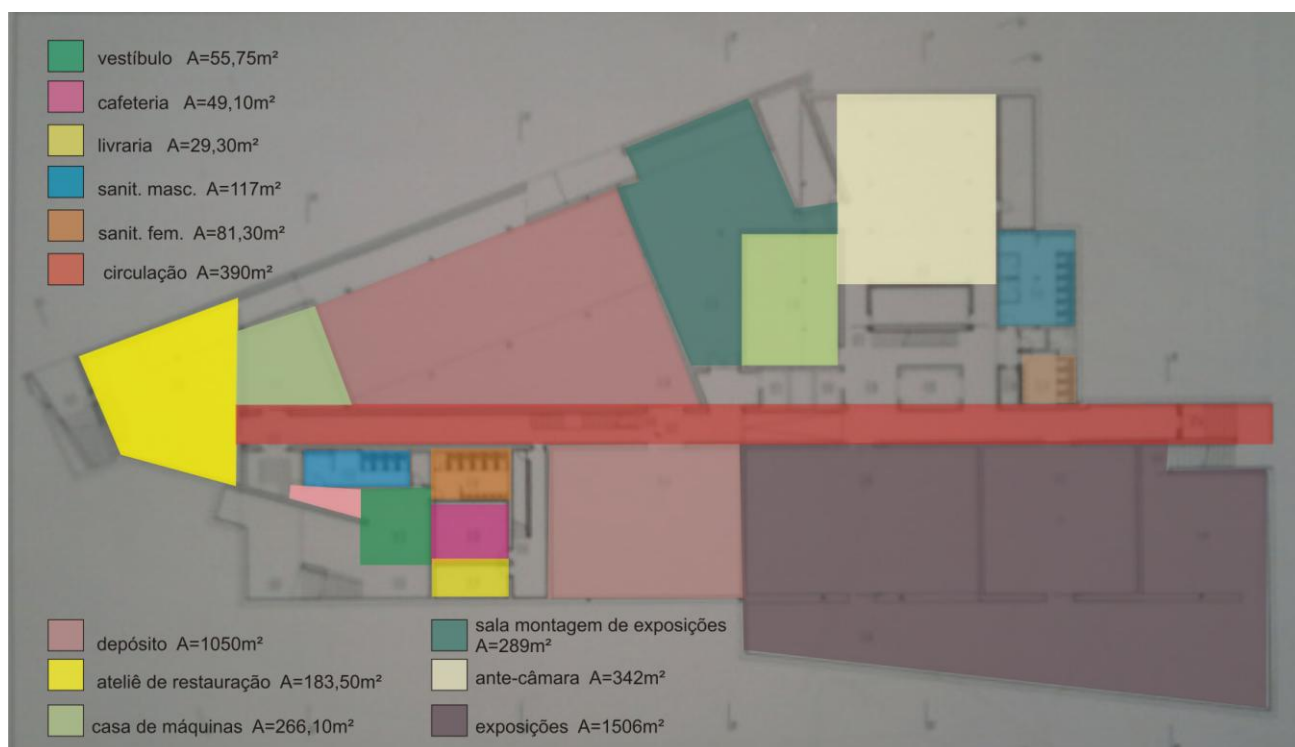 vestíbulo A=55,75m²
cafeteria A=49,10m²
livraria A=29,30m²
sanit. masc. A=117m²
sanit. fem. A=81,30m²
circulação A=390m²
depósito A=1050m²
ateliê de restauração A=183,50m²
casa de máquinas A=266,10m²
sala montagem de exposições
A=289m²
ante-câmara A=342m²
exposições A=1506m²